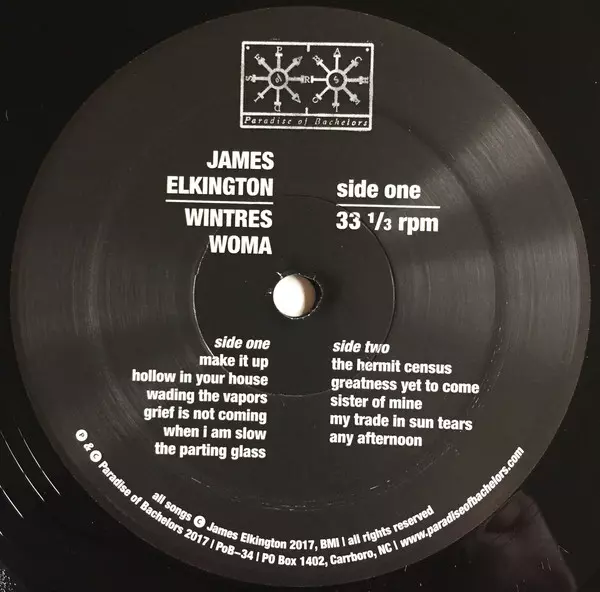 Paradise of Bachelors
JAMES
ELKINGTON
WINTRES
WOMA
side one
33 1/3 rpm
side one
make it up
hollow in your house
wading the vapors
grief is not coming
when i am slow
the parting glass
side two
the hermit census
greatness yet to come
sister of mine
my trade in sun tears
any afternoon
all songs © James Elkington 2017, BMI | all rights reserved
℗ & © Paradise of Bachelors 2017 | PoB–34 | PO Box 1402, Carrboro, NC | www.paradiseofbachelors.com